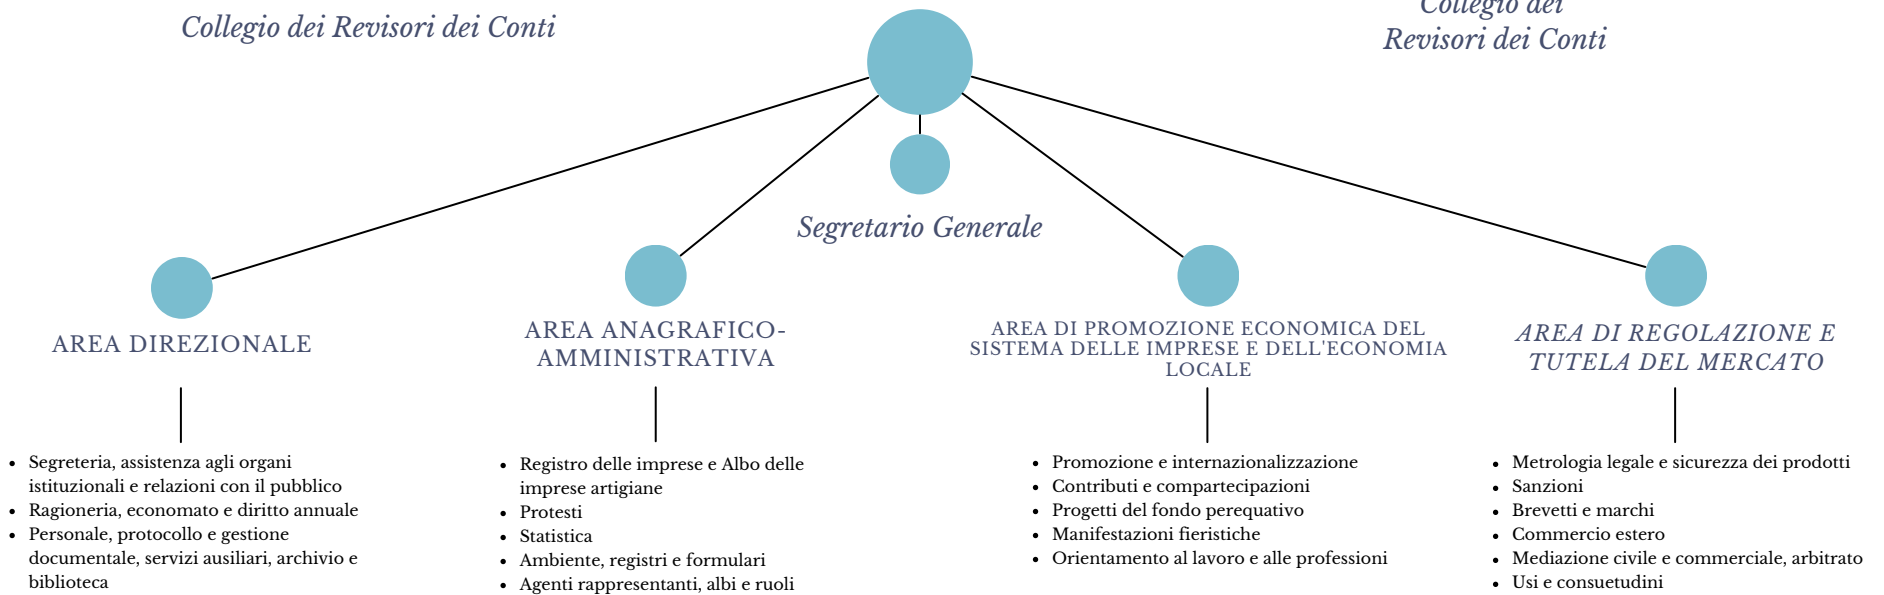 Collegio dei Revisori dei Conti
Collegio dei
Revisori dei Conti
Segretario Generale
AREA DIREZIONALE
• Segreteria, assistenza agli organi
istituzionali e relazioni con il pubblico
• Ragioneria, economato e diritto annuale
• Personale, protocollo e gestione
documentale, servizi ausiliari, archivio e
biblioteca
AREA ANAGRAFICO-
AMMINISTRATIVA
• Registro delle imprese e Albo delle
imprese artigiane
• Protesti
• Statistica
• Ambiente, registri e formulari
• Agenti rappresentanti, albi e ruoli
AREA DI PROMOZIONE ECONOMICA DEL
SISTEMA DELLE IMPRESE E DELL'ECONOMIA
LOCALE
• Promozione e internazionalizzazione
• Contributi e compartecipazioni
• Progetti del fondo perequativo
• Manifestazioni fieristiche
• Orientamento al lavoro e alle professioni
AREA DI REGOLAZIONE E
TUTELA DEL MERCATO
• Metrologia legale e sicurezza dei prodotti
• Sanzioni
• Brevetti e marchi
• Commercio estero
• Mediazione civile e commerciale, arbitrato
• Usi e consuetudini